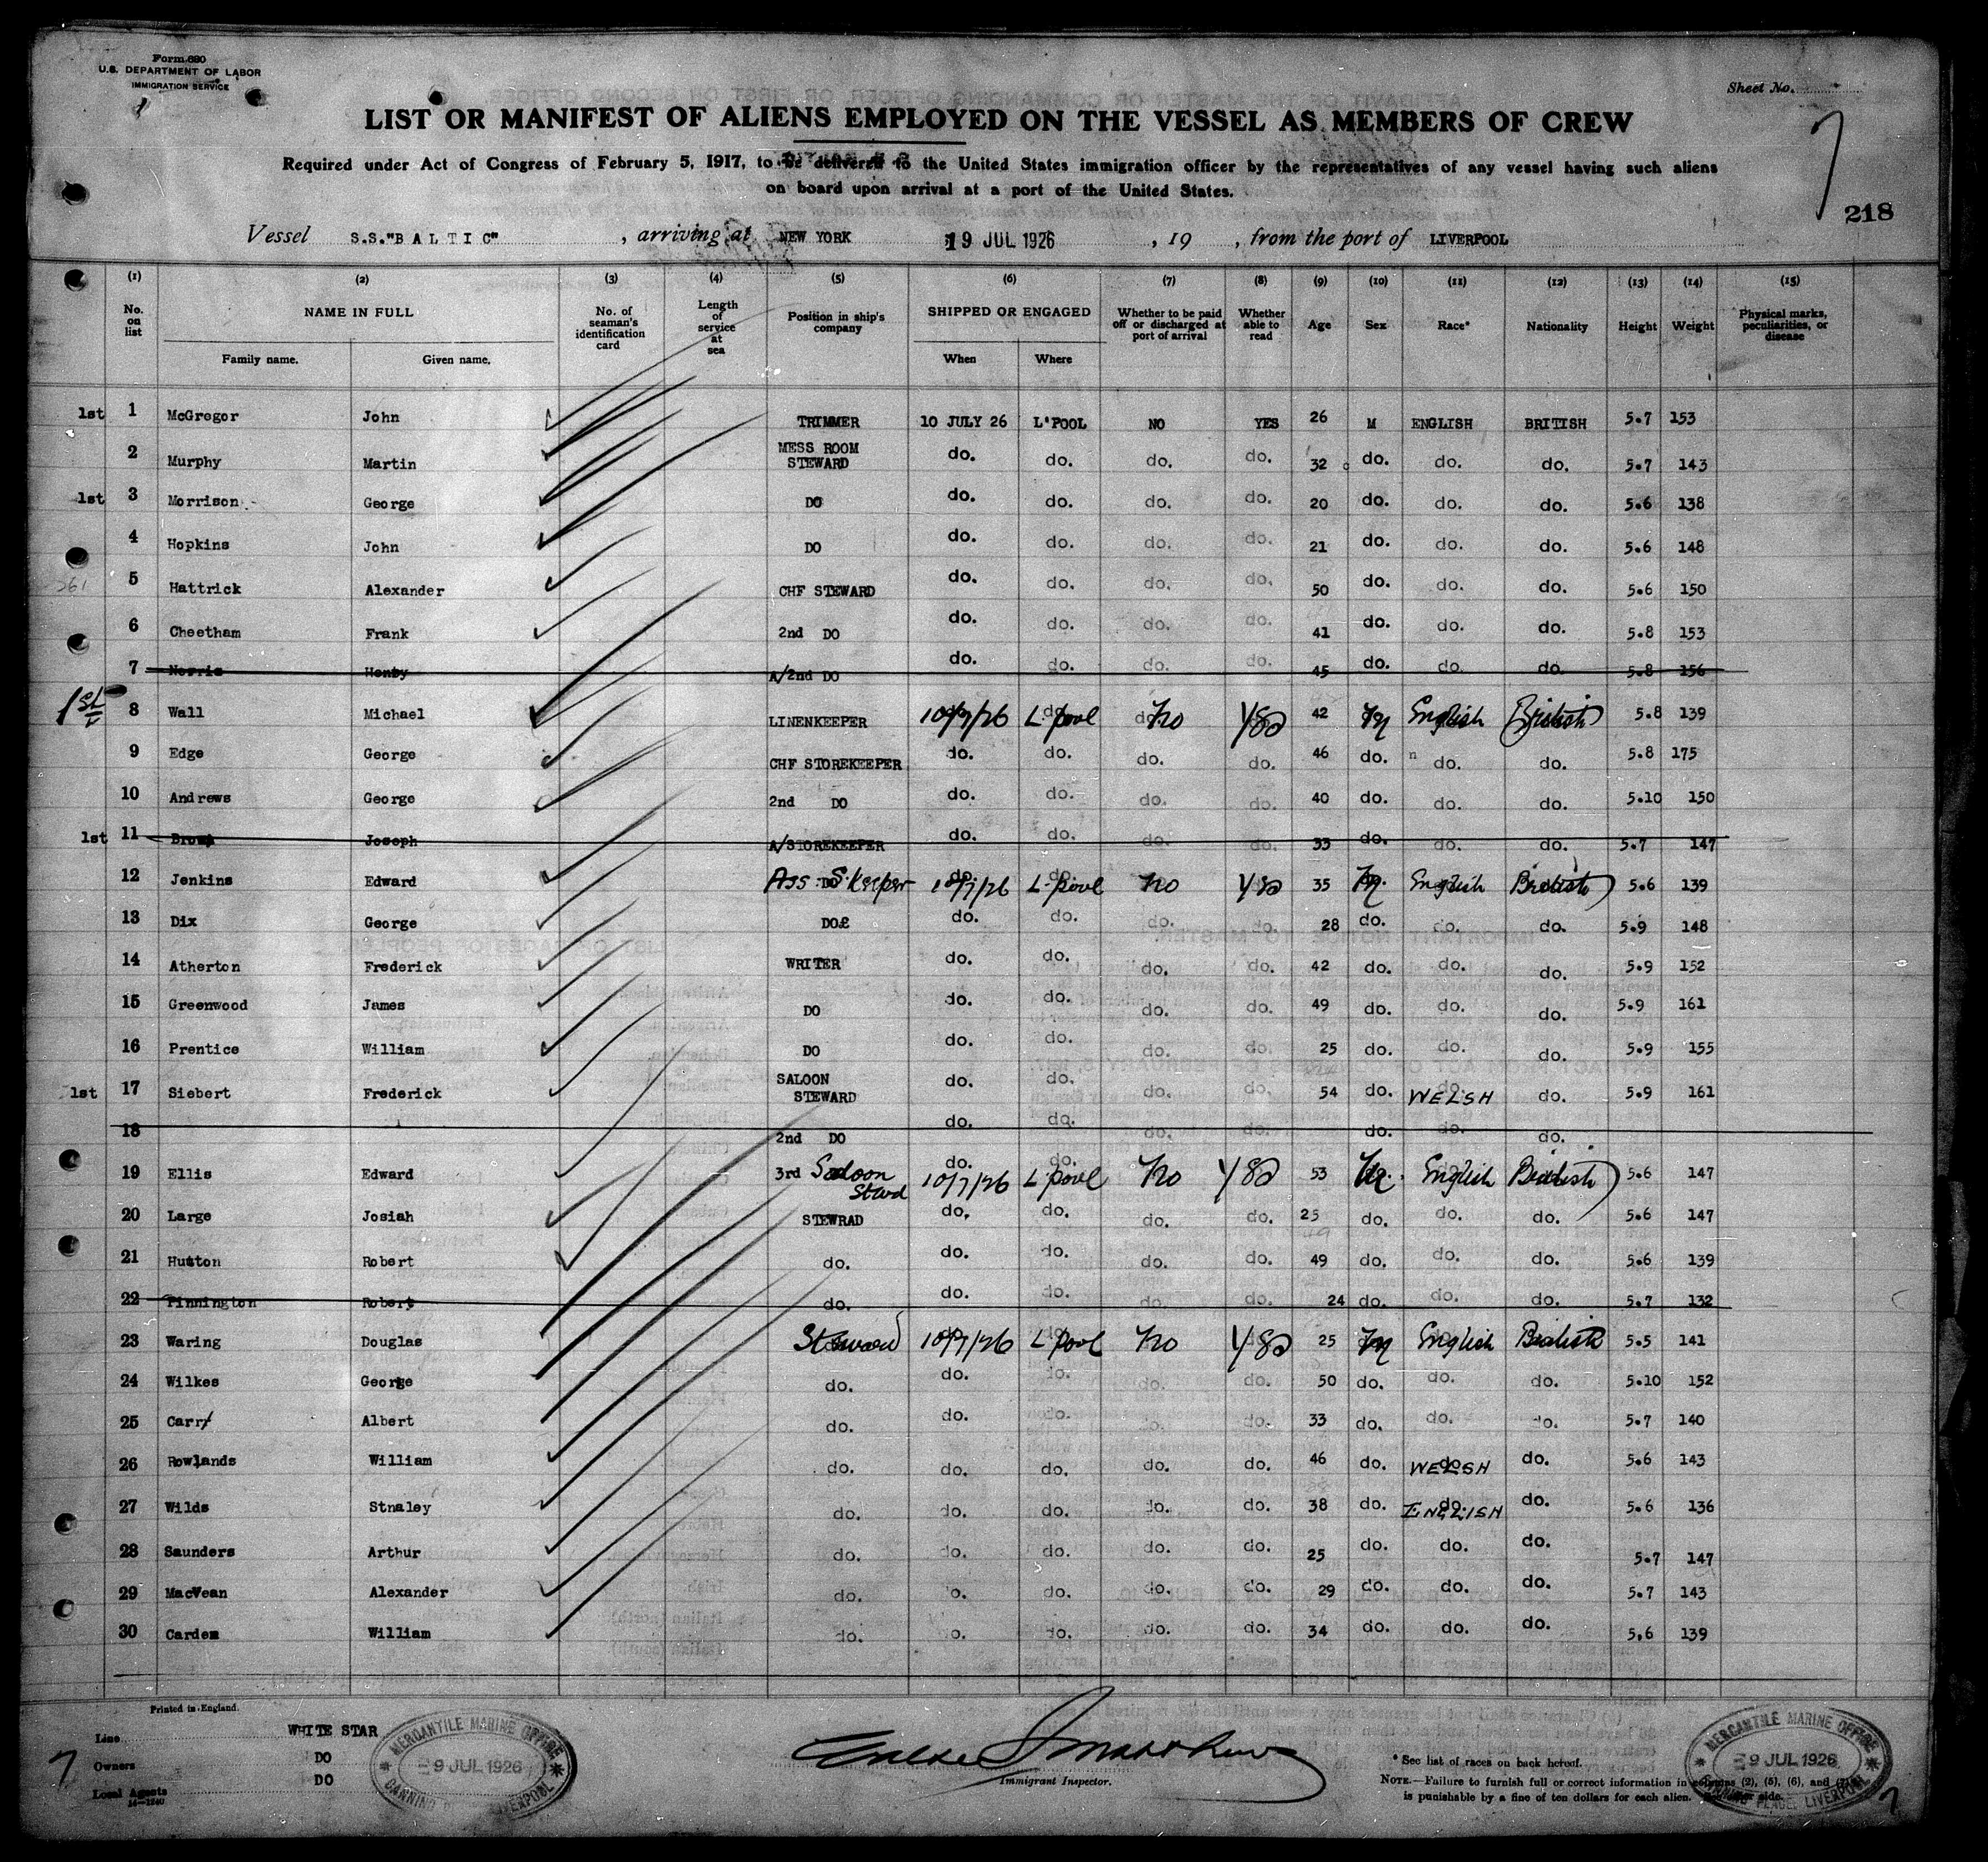 Form 680
U.S. DEPARTMENT OF LABOR
IMMIGRATION SERVICE
Sheet No.
7
LIST OR MANIFEST OF ALIENS EMPLOYED ON THE VESSEL AS MEMBERS OF CREW
Required under Act of Congress of February 5, 1917, to be delivered to the United States immigration officer by the representatives of any vessel having such aliens
on board upon arrival at a port of the United States.
218
Vessel S.S."BALTIC" , arriving at NEW YORK 19 JUL 1926 , 19 , from the port of LIVERPOOL
(1) (2) (3) (4) (5) (6) (7) (8) (9) (10) (11) (12) (13) (14) (15)
No. on list NAME IN FULL Family name. Given name. No. of seaman's identification card Length of service at sea Position in ship's company SHIPPED OR ENGAGED When Where Whether to be paid off or discharged at port of arrival Whether able to read Age Sex Race* Nationality Height Weight Physical marks, peculiarities, or disease
1st 1 McGregor John TRIMMER 10 JULY 26 L'POOL NO YES 26 M ENGLISH BRITISH 5.7 153
2 Murphy Martin MESS ROOM STEWARD do. do. do. do. 32 do. do. do. 5.7 143
1st 3 Morrison George DO do. do. do. do. 20 do. do. do. 5.6 138
4 Hopkins John DO do. do. do. do. 21 do. do. do. 5.6 148
5 Hattrick Alexander CHF STEWARD do. do. do. do. 50 do. do. do. 5.6 150
6 Cheetham Frank 2nd DO do. do. do. do. 41 do. do. do. 5.8 153
7 Norris Henry A/2nd DO do. do. do. do. 45 do. do. do. 5.8 156
1st 8 Wall Michael LINENKEEPER 10/7/26 L'pool No Yes 42 M English British 5.8 139
9 Edge George CHF STOREKEEPER do. do. do. do. 46 do. do. do. 5.8 175
10 Andrews George 2nd DO do. do. do. do. 40 do. do. do. 5.10 150
1st 11 Brown Joseph A/STOREKEEPER do. do. do. do. 33 do. do. do. 5.7 147
12 Jenkins Edward Ass. S. Keeper 10/7/26 L'pool No Yes 35 M English British 5.6 139
13 Dix George DO£ do. do. do. do. 28 do. do. do. 5.9 148
14 Atherton Frederick WRITER do. do. do. do. 42 do. do. do. 5.9 152
15 Greenwood James DO do. do. do. do. 49 do. do. do. 5.9 161
16 Prentice William DO do. do. do. do. 25 do. do. do. 5.9 155
1st 17 Siebert Frederick SALOON STEWARD do. do. do. do. 54 do. WELSH do. 5.9 161
18 2nd DO do. do. do. do. do. do. do.
19 Ellis Edward 3rd Saloon Stwd 10/7/26 L'pool No Yes 53 M. English British 5.6 147
20 Large Josiah STEWRAD do. do. do. do. 25 do. do. do. 5.6 147
21 Hutton Robert do. do. do. do. do. 49 do. do. do. 5.6 139
22 Pinnington Robert do. do. do. do. do. 24 do. do. do. 5.7 132
23 Waring Douglas Steward 10/7/26 L'pool No Yes 25 M English British 5.5 141
24 Wilkes George do. do. do. do. do. 50 do. do. do. 5.10 152
25 Carr Albert do. do. do. do. do. 33 do. do. do. 5.7 140
26 Rowlands William do. do. do. do. do. 46 do. WELSH do. 5.6 143
27 Wilds Stnaley do. do. do. do. do. 38 do. ENGLISH do. 5.6 136
28 Saunders Arthur do. do. do. do. do. 25 do. do. do. 5.7 147
29 MacVean Alexander do. do. do. do. do. 29 do. do. do. 5.7 143
30 Carden William do. do. do. do. do. 34 do. do. do. 5.6 139
Printed in England.
Line WHITE STAR
Owners DO
Local Agents DO
14—1240
7
MERCANTILE MARINE OFFICE
9 JUL 1926
CANNING LIVERPOOL
Immigrant Inspector.
* See list of races on back hereof.
NOTE.—Failure to furnish full or correct information in columns (2), (5), (6), and (7)
is punishable by a fine of ten dollars for each alien. See other side.
MERCANTILE MARINE OFFICE
9 JUL 1926
CANNING PLACE, LIVERPOOL
7